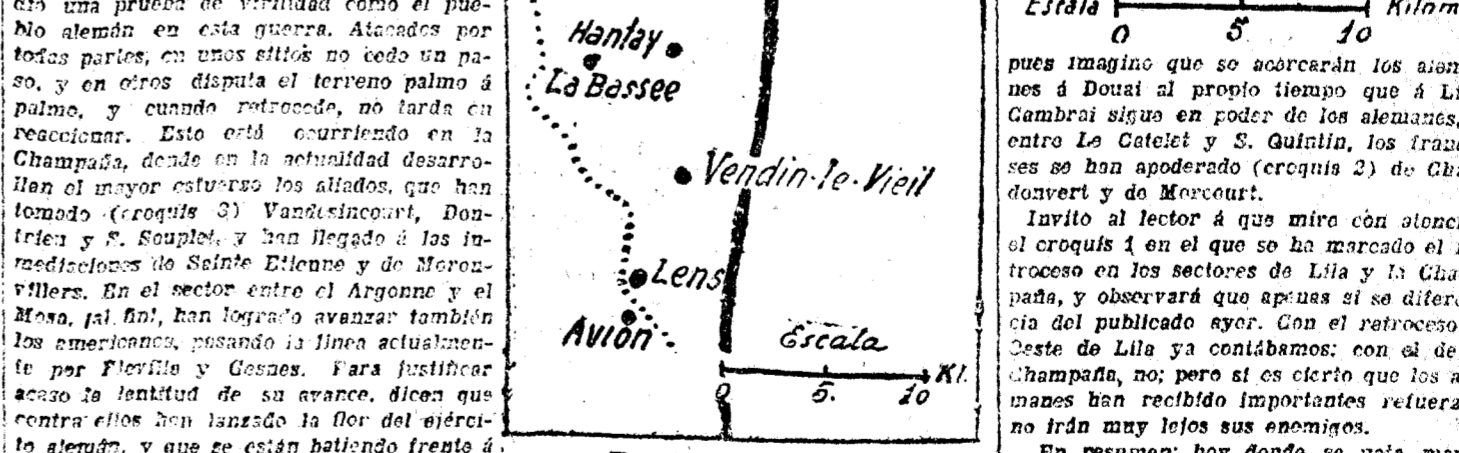 dió una prueba de virilidad como el pue-
blo alemán en esta guerra. Atacados por
todas partes, en unos sitios no cede un pa-
so, y en otros disputa el terreno palmo á
palmo, y cuando retrocede, no tarda en
reaccionar. Esto está ocurriendo en la
Champaña, donde en la actualidad desarro-
llan el mayor esfuerzo los aliados, que han
tomado (croquis 3) Vandesincourt, Don-
trien y S. Souplet, y han llegado á las in-
mediaciones de Sainte Etienne y de Moron-
villers. En el sector entre el Argonne y el
Mosa, ¡al fin!, han logrado avanzar también
los americanos, pasando la línea actualmen-
te por Fleville y Gesnes. Para justificar
acaso la lentitud de su avance, dicen que
contra ellos han lanzado la flor del ejérci-
to alemán, y que se están batiendo frente á
Hantay
La Bassee
Vendin-le-Vieil
Lens
Avión
Escala
0 5. 10 Kl.
Escala Kilom
0 5 10
pues imagino que se acercarán los alem
nes á Douai al propio tiempo que á Li
Cambrai sigue en poder de los alemanes,
entre Le Catelet y S. Quintín, los fran
ses se han apoderado (croquis 2) de Cha
donvert y de Morcourt.
Invito al lector á que mire con atenci
el croquis 1 en el que se ha marcado el r
troceso en los sectores de Lila y la Cha
paña, y observará que apenas si se difere
cia del publicado ayer. Con el retroceso
Oeste de Lila ya contábamos; con el de
Champaña, no; pero si es cierto que los a
manes han recibido importantes refuerz
no irán muy lejos sus enemigos.
En resumen: hoy donde se